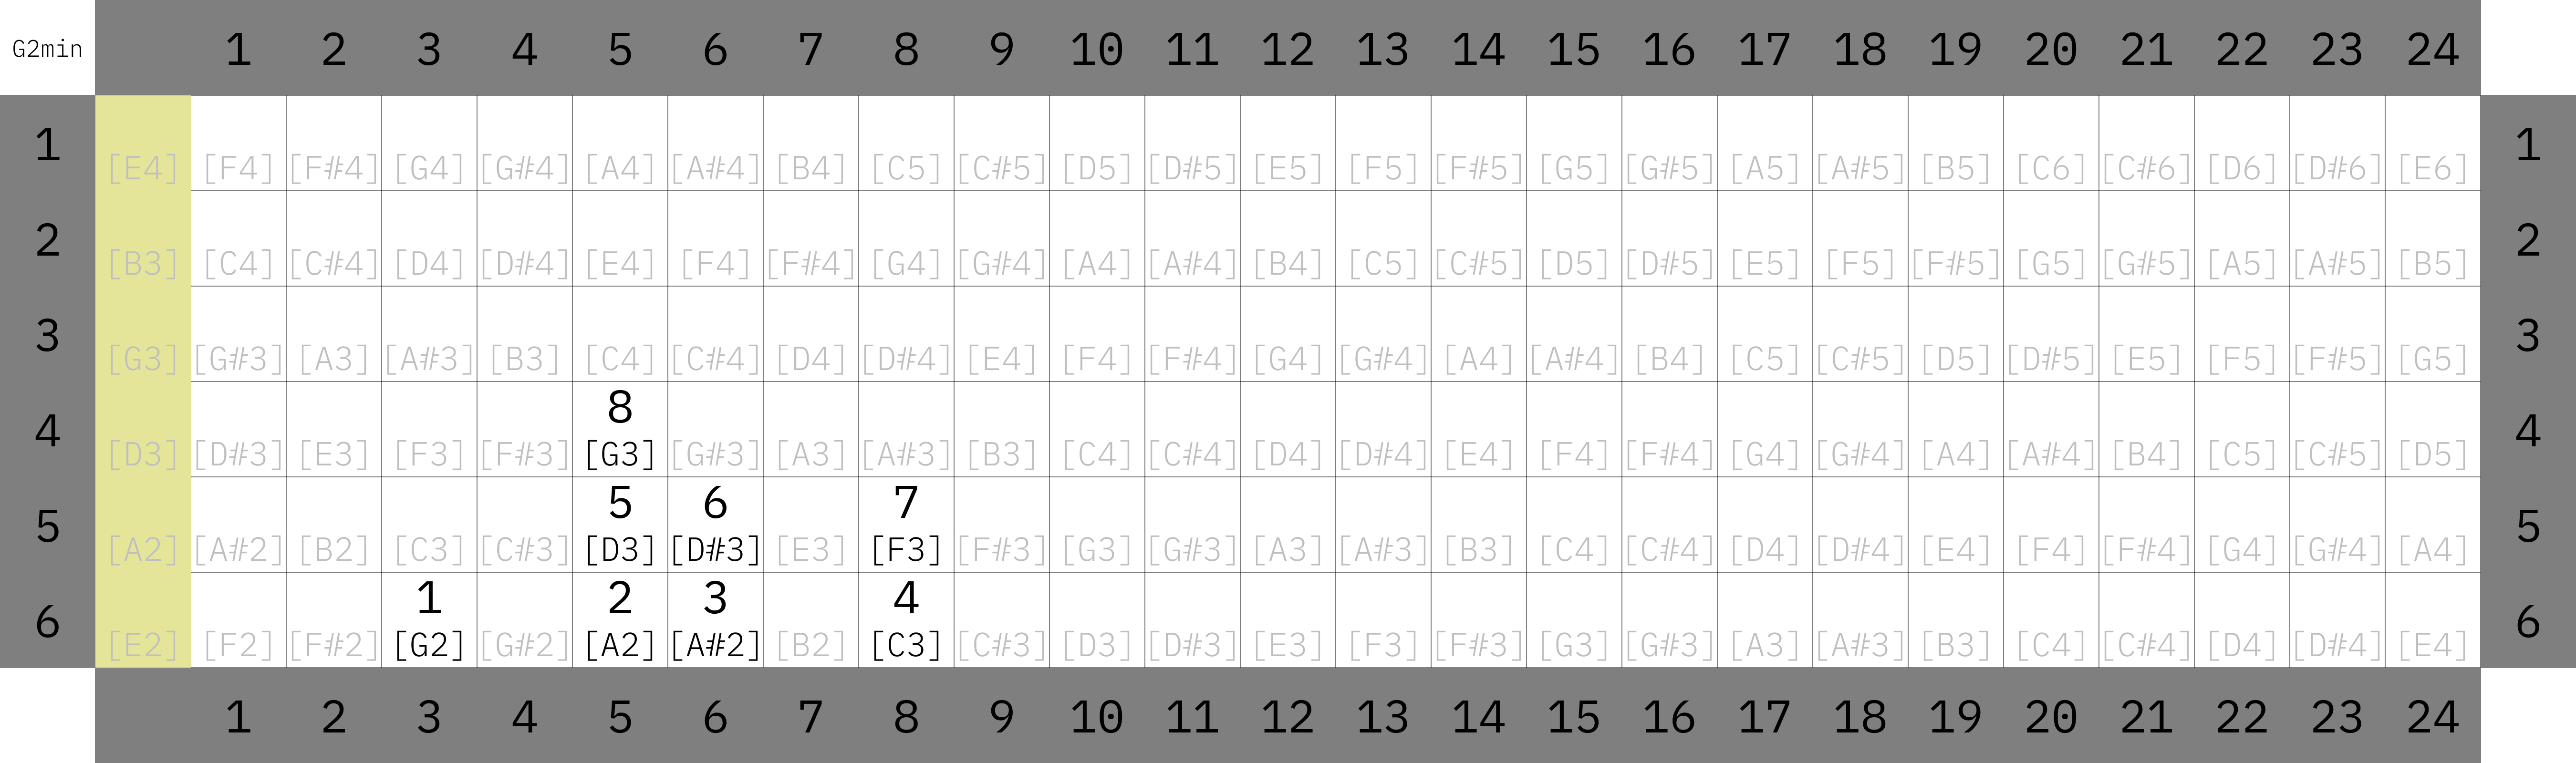 G2min 1 2 3 4 5 6 7 8 9 10 11 12 13 14 15 16 17 18 19 20 21 22 23 24
1 [E4] [F4] [F#4] [G4] [G#4] [A4] [A#4] [B4] [C5] [C#5] [D5] [D#5] [E5] [F5] [F#5] [G5] [G#5] [A5] [A#5] [B5] [C6] [C#6] [D6] [D#6] [E6] 1
2 [B3] [C4] [C#4] [D4] [D#4] [E4] [F4] [F#4] [G4] [G#4] [A4] [A#4] [B4] [C5] [C#5] [D5] [D#5] [E5] [F5] [F#5] [G5] [G#5] [A5] [A#5] [B5] 2
3 [G3] [G#3] [A3] [A#3] [B3] [C4] [C#4] [D4] [D#4] [E4] [F4] [F#4] [G4] [G#4] [A4] [A#4] [B4] [C5] [C#5] [D5] [D#5] [E5] [F5] [F#5] [G5] 3
8
4 [D3] [D#3] [E3] [F3] [F#3] [G3] [G#3] [A3] [A#3] [B3] [C4] [C#4] [D4] [D#4] [E4] [F4] [F#4] [G4] [G#4] [A4] [A#4] [B4] [C5] [C#5] [D5] 4
5 6 7
5 [A2] [A#2] [B2] [C3] [C#3] [D3] [D#3] [E3] [F3] [F#3] [G3] [G#3] [A3] [A#3] [B3] [C4] [C#4] [D4] [D#4] [E4] [F4] [F#4] [G4] [G#4] [A4] 5
1 2 3 4
6 [E2] [F2] [F#2] [G2] [G#2] [A2] [A#2] [B2] [C3] [C#3] [D3] [D#3] [E3] [F3] [F#3] [G3] [G#3] [A3] [A#3] [B3] [C4] [C#4] [D4] [D#4] [E4] 6
1 2 3 4 5 6 7 8 9 10 11 12 13 14 15 16 17 18 19 20 21 22 23 24